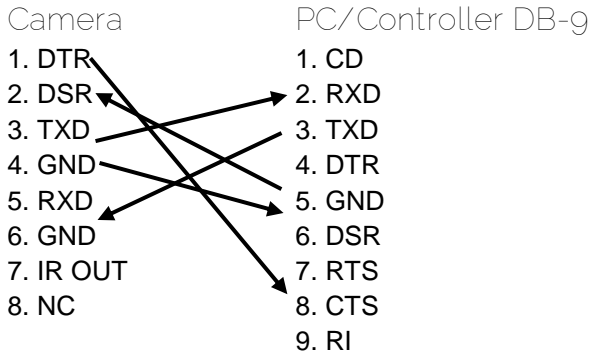 Camera
1. DTR
2. DSR
3. TXD
4. GND
5. RXD
6. GND
7. IR OUT
8. NC
PC/Controller DB-9
1. CD
2. RXD
3. TXD
4. DTR
5. GND
6. DSR
7. RTS
8. CTS
9. RI